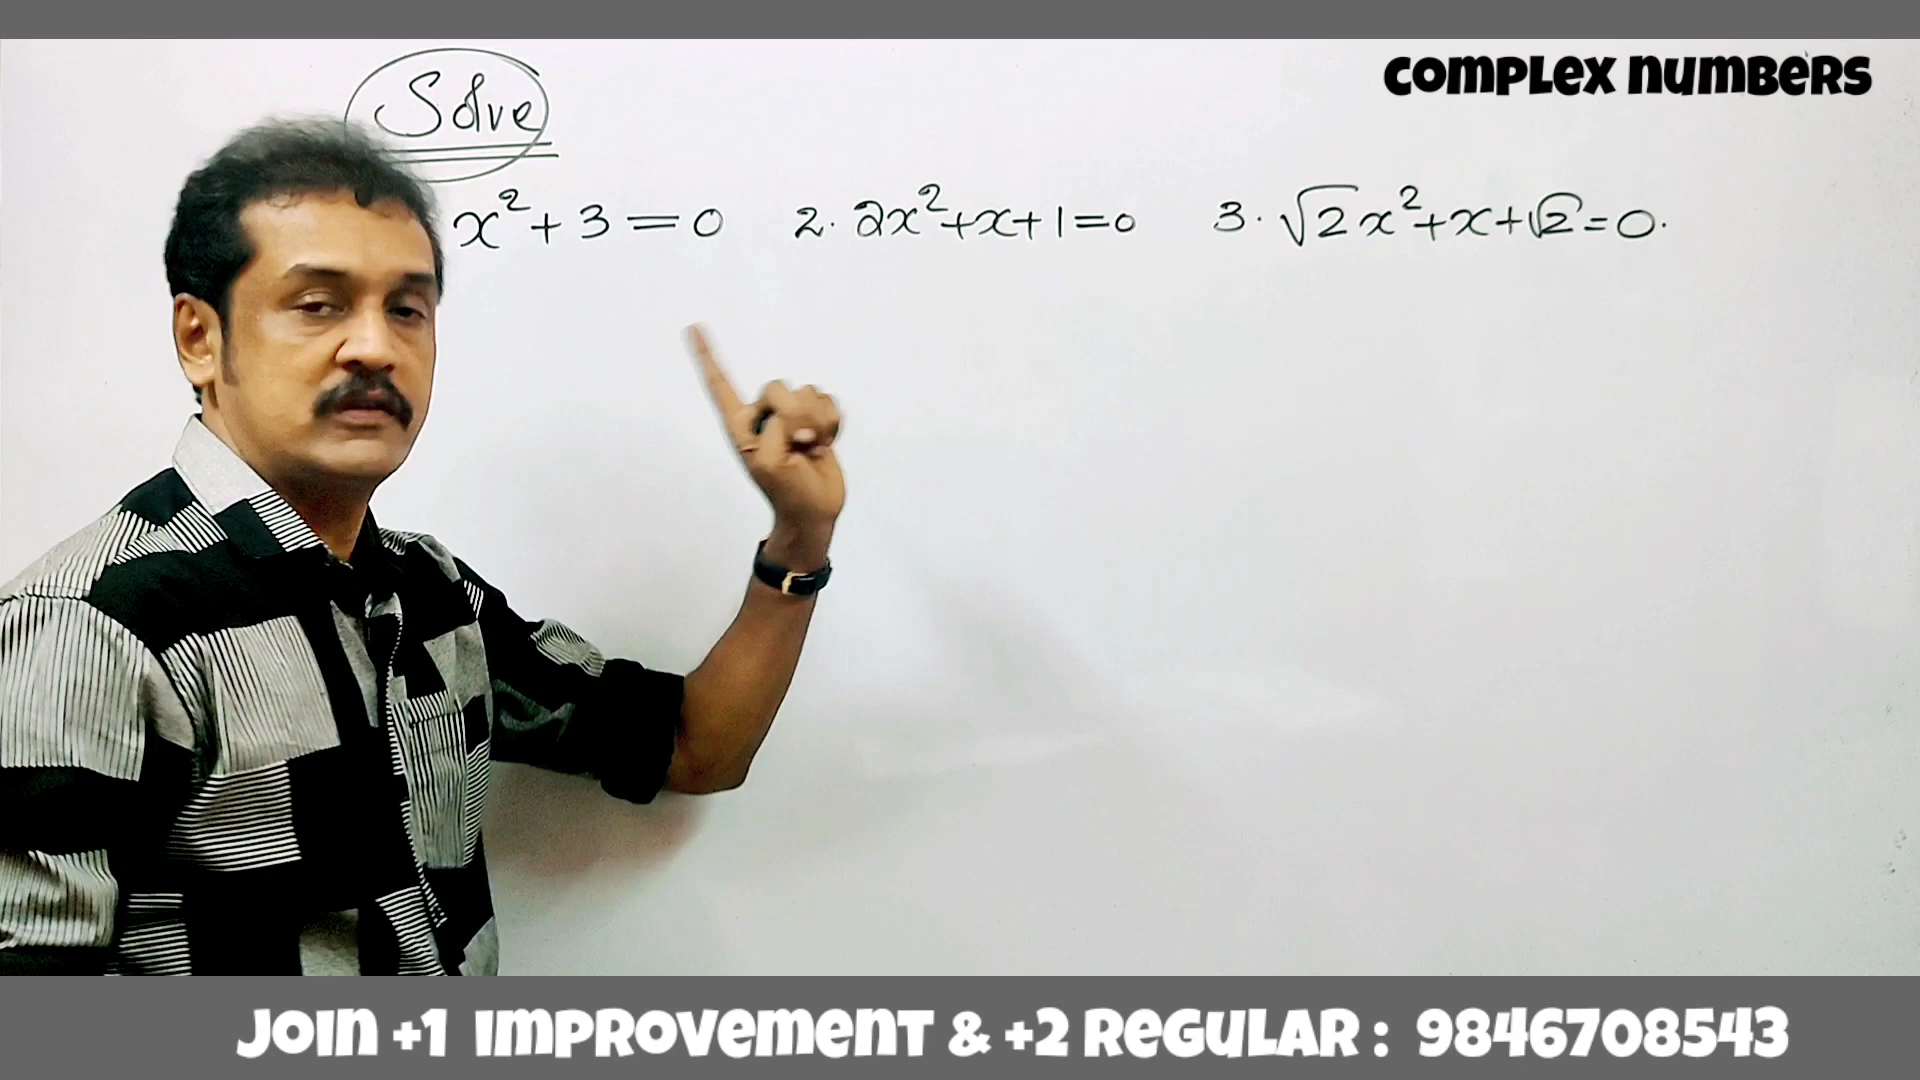 COMPLEX NUMBERS
Solve
x²+3=0 2. 2x²+x+1=0 3. √2x²+x+√2=0.
JOIN +1 IMPROVEMENT & +2 REGULAR : 9846708543